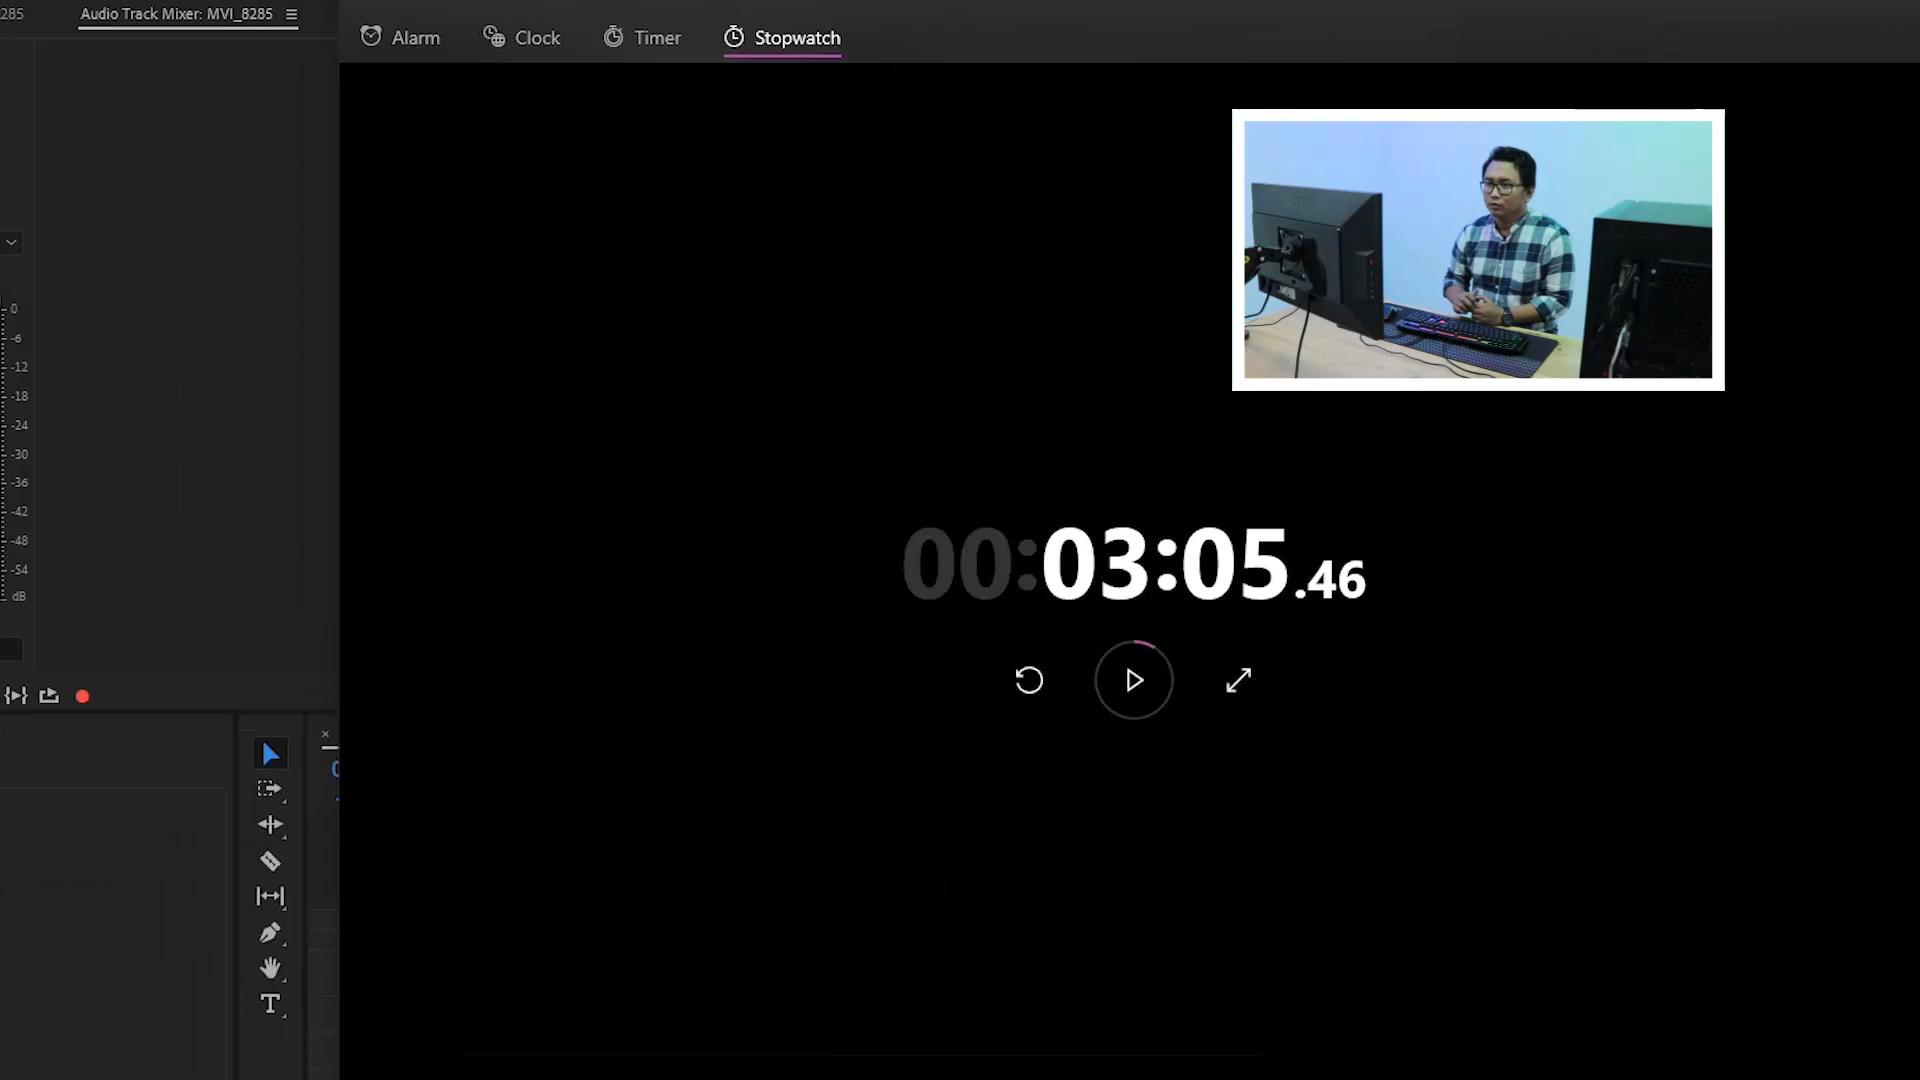 285
Audio Track Mixer: MVI_8285
Alarm
Clock
Timer
Stopwatch
0
-6
-12
-18
-24
-30
-36
-42
-48
-54
dB
00:03:05.46